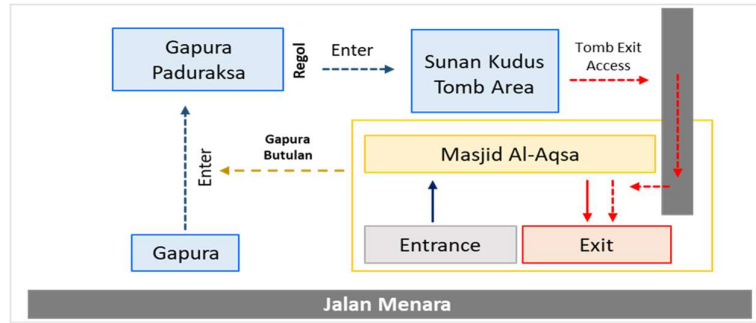 Gapura
Paduraksa
Regol
Enter
Sunan Kudus
Tomb Area
Tomb Exit
Access
Gapura
Butulan
Enter
Masjid Al-Aqsa
Gapura
Entrance
Exit
Jalan Menara